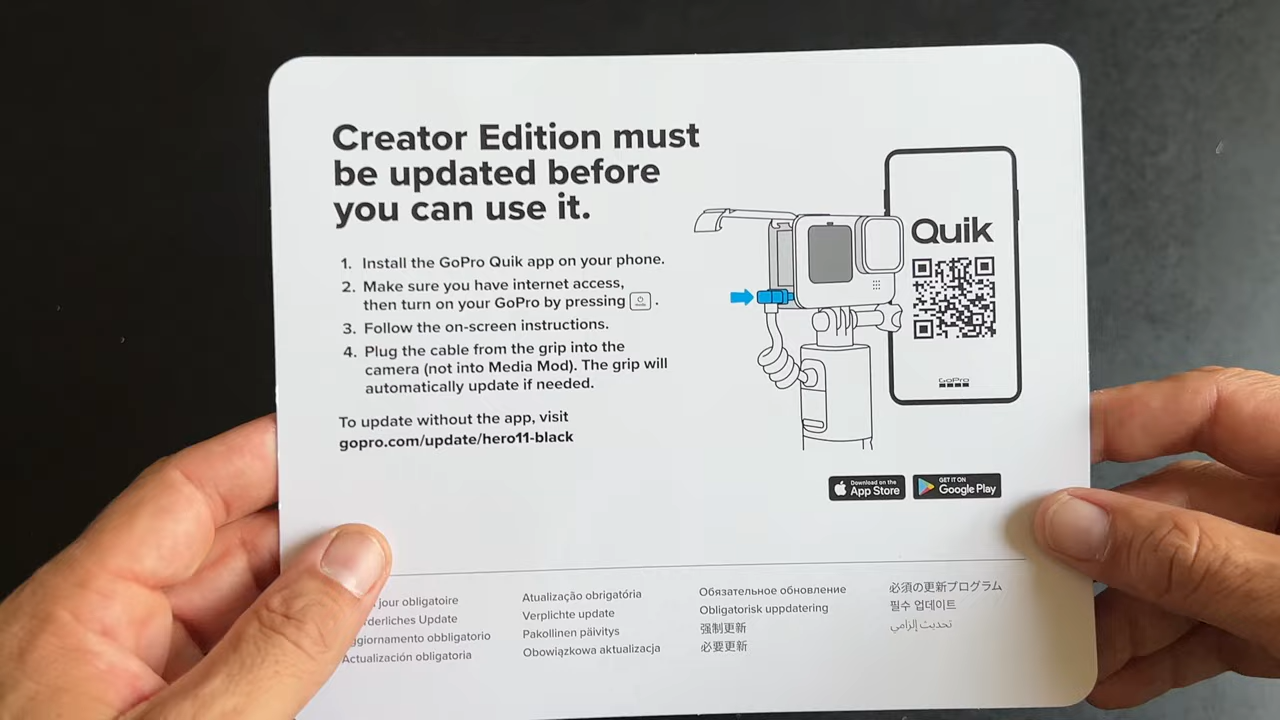 Creator Edition must
be updated before
you can use it.
1. Install the GoPro Quik app on your phone.
2. Make sure you have internet access,
then turn on your GoPro by pressing
3. Follow the on-screen instructions.
4. Plug the cable from the grip into the
camera (not into Media Mod). The grip will
automatically update if needed.
To update without the app, visit
gopro.com/update/hero11-black
Quik
GoPro
Download on the
App Store
GET IT ON
Google Play
jour obligatoire
Update
obbligatorio
Actualización obligatoria
Atualização obrigatória
Verplichte update
Pakollinen päivitys
Obowiązkowa aktualizacja
Обязательное обновление
Obligatorisk uppdatering
强制更新
必要更新
必須の更新プログラム
필수 업데이트
تحديث إلزامي